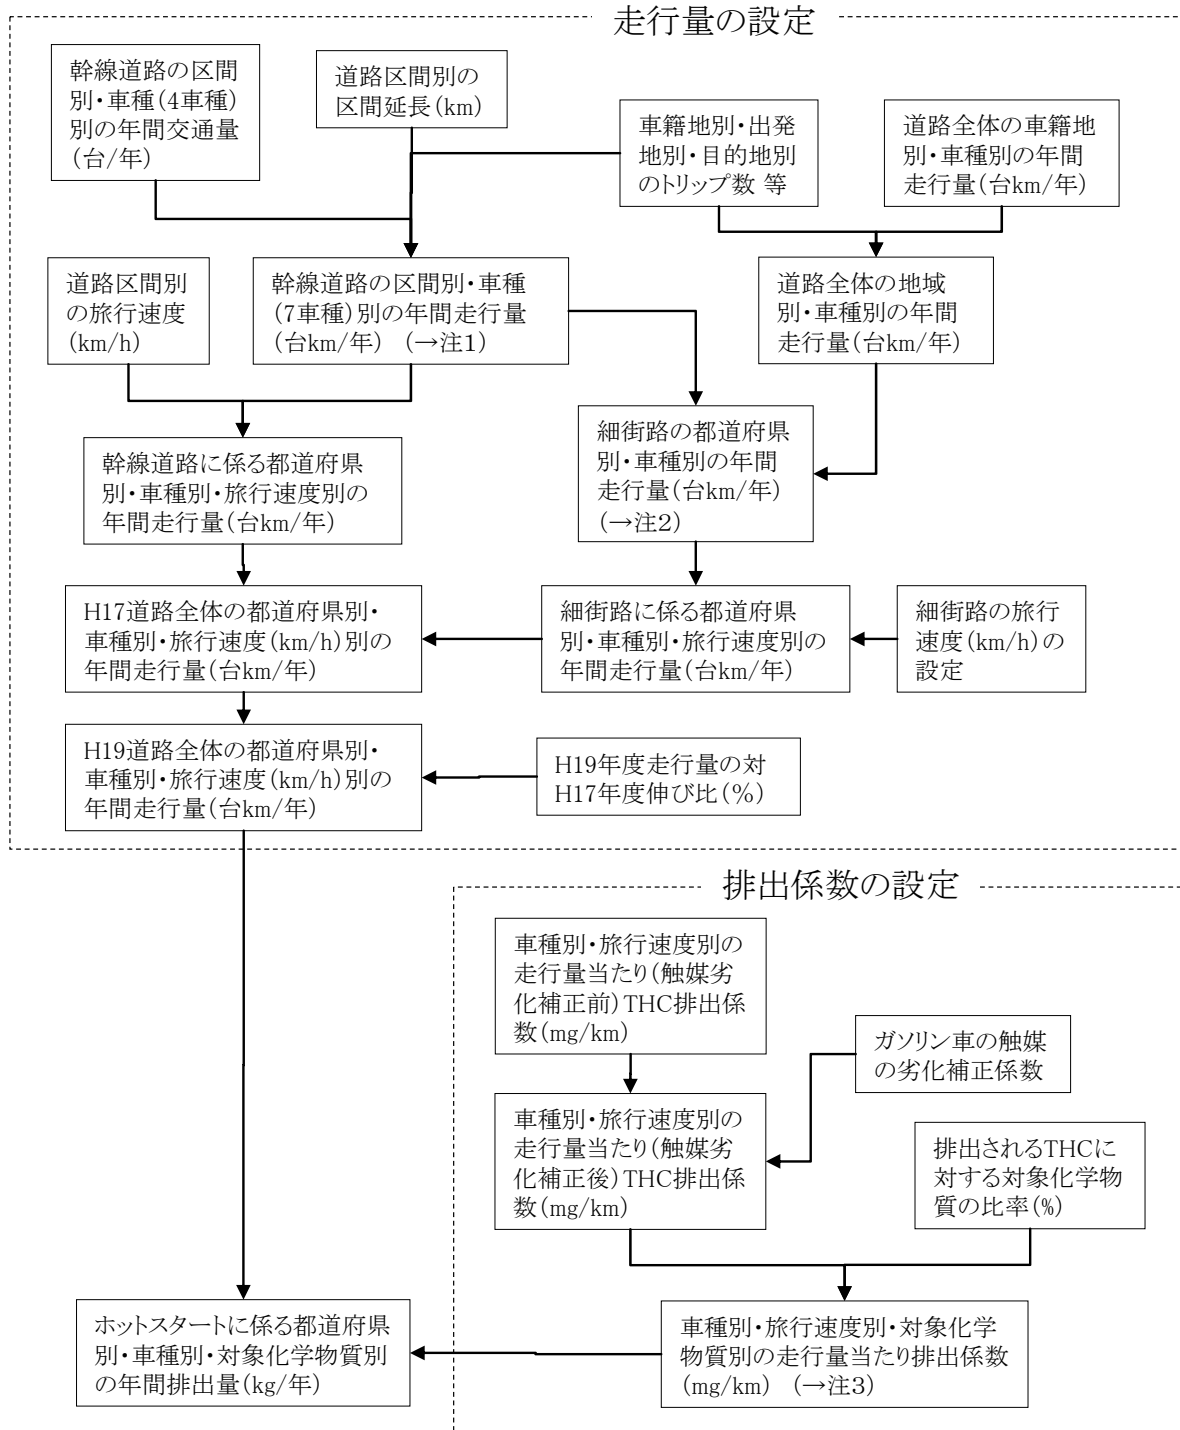 走行量の設定
幹線道路の区間
別・車種(4車種)
別の年間交通量
(台/年)
道路区間別の
区間延長(km)
車籍地別・出発
地別・目的地別
のトリップ数 等
道路全体の車籍地
別・車種別の年間
走行量(台km/年)
道路区間別
の旅行速度
(km/h)
幹線道路の区間別・車種
(7車種)別の年間走行量
(台km/年) (→注1)
道路全体の地域
別・車種別の年間
走行量(台km/年)
幹線道路に係る都道府県
別・車種別・旅行速度別の
年間走行量(台km/年)
細街路の都道府県
別・車種別の年間
走行量(台km/年)
(→注2)
H17道路全体の都道府県別・
車種別・旅行速度(km/h)別の
年間走行量(台km/年)
細街路に係る都道府県
別・車種別・旅行速度別の
年間走行量(台km/年)
細街路の旅行
速度(km/h)の
設定
H19道路全体の都道府県別・
車種別・旅行速度(km/h)別の
年間走行量(台km/年)
H19年度走行量の対
H17年度伸び比(%)
排出係数の設定
車種別・旅行速度別の
走行量当たり(触媒劣
化補正前)THC排出係
数(mg/km)
ガソリン車の触媒
の劣化補正係数
車種別・旅行速度別の
走行量当たり(触媒劣
化補正後)THC排出係
数(mg/km)
排出されるTHCに
対する対象化学物
質の比率(%)
ホットスタートに係る都道府県
別・車種別・対象化学物質別
の年間排出量(kg/年)
車種別・旅行速度別・対象化学
物質別の走行量当たり排出係数
(mg/km) (→注3)